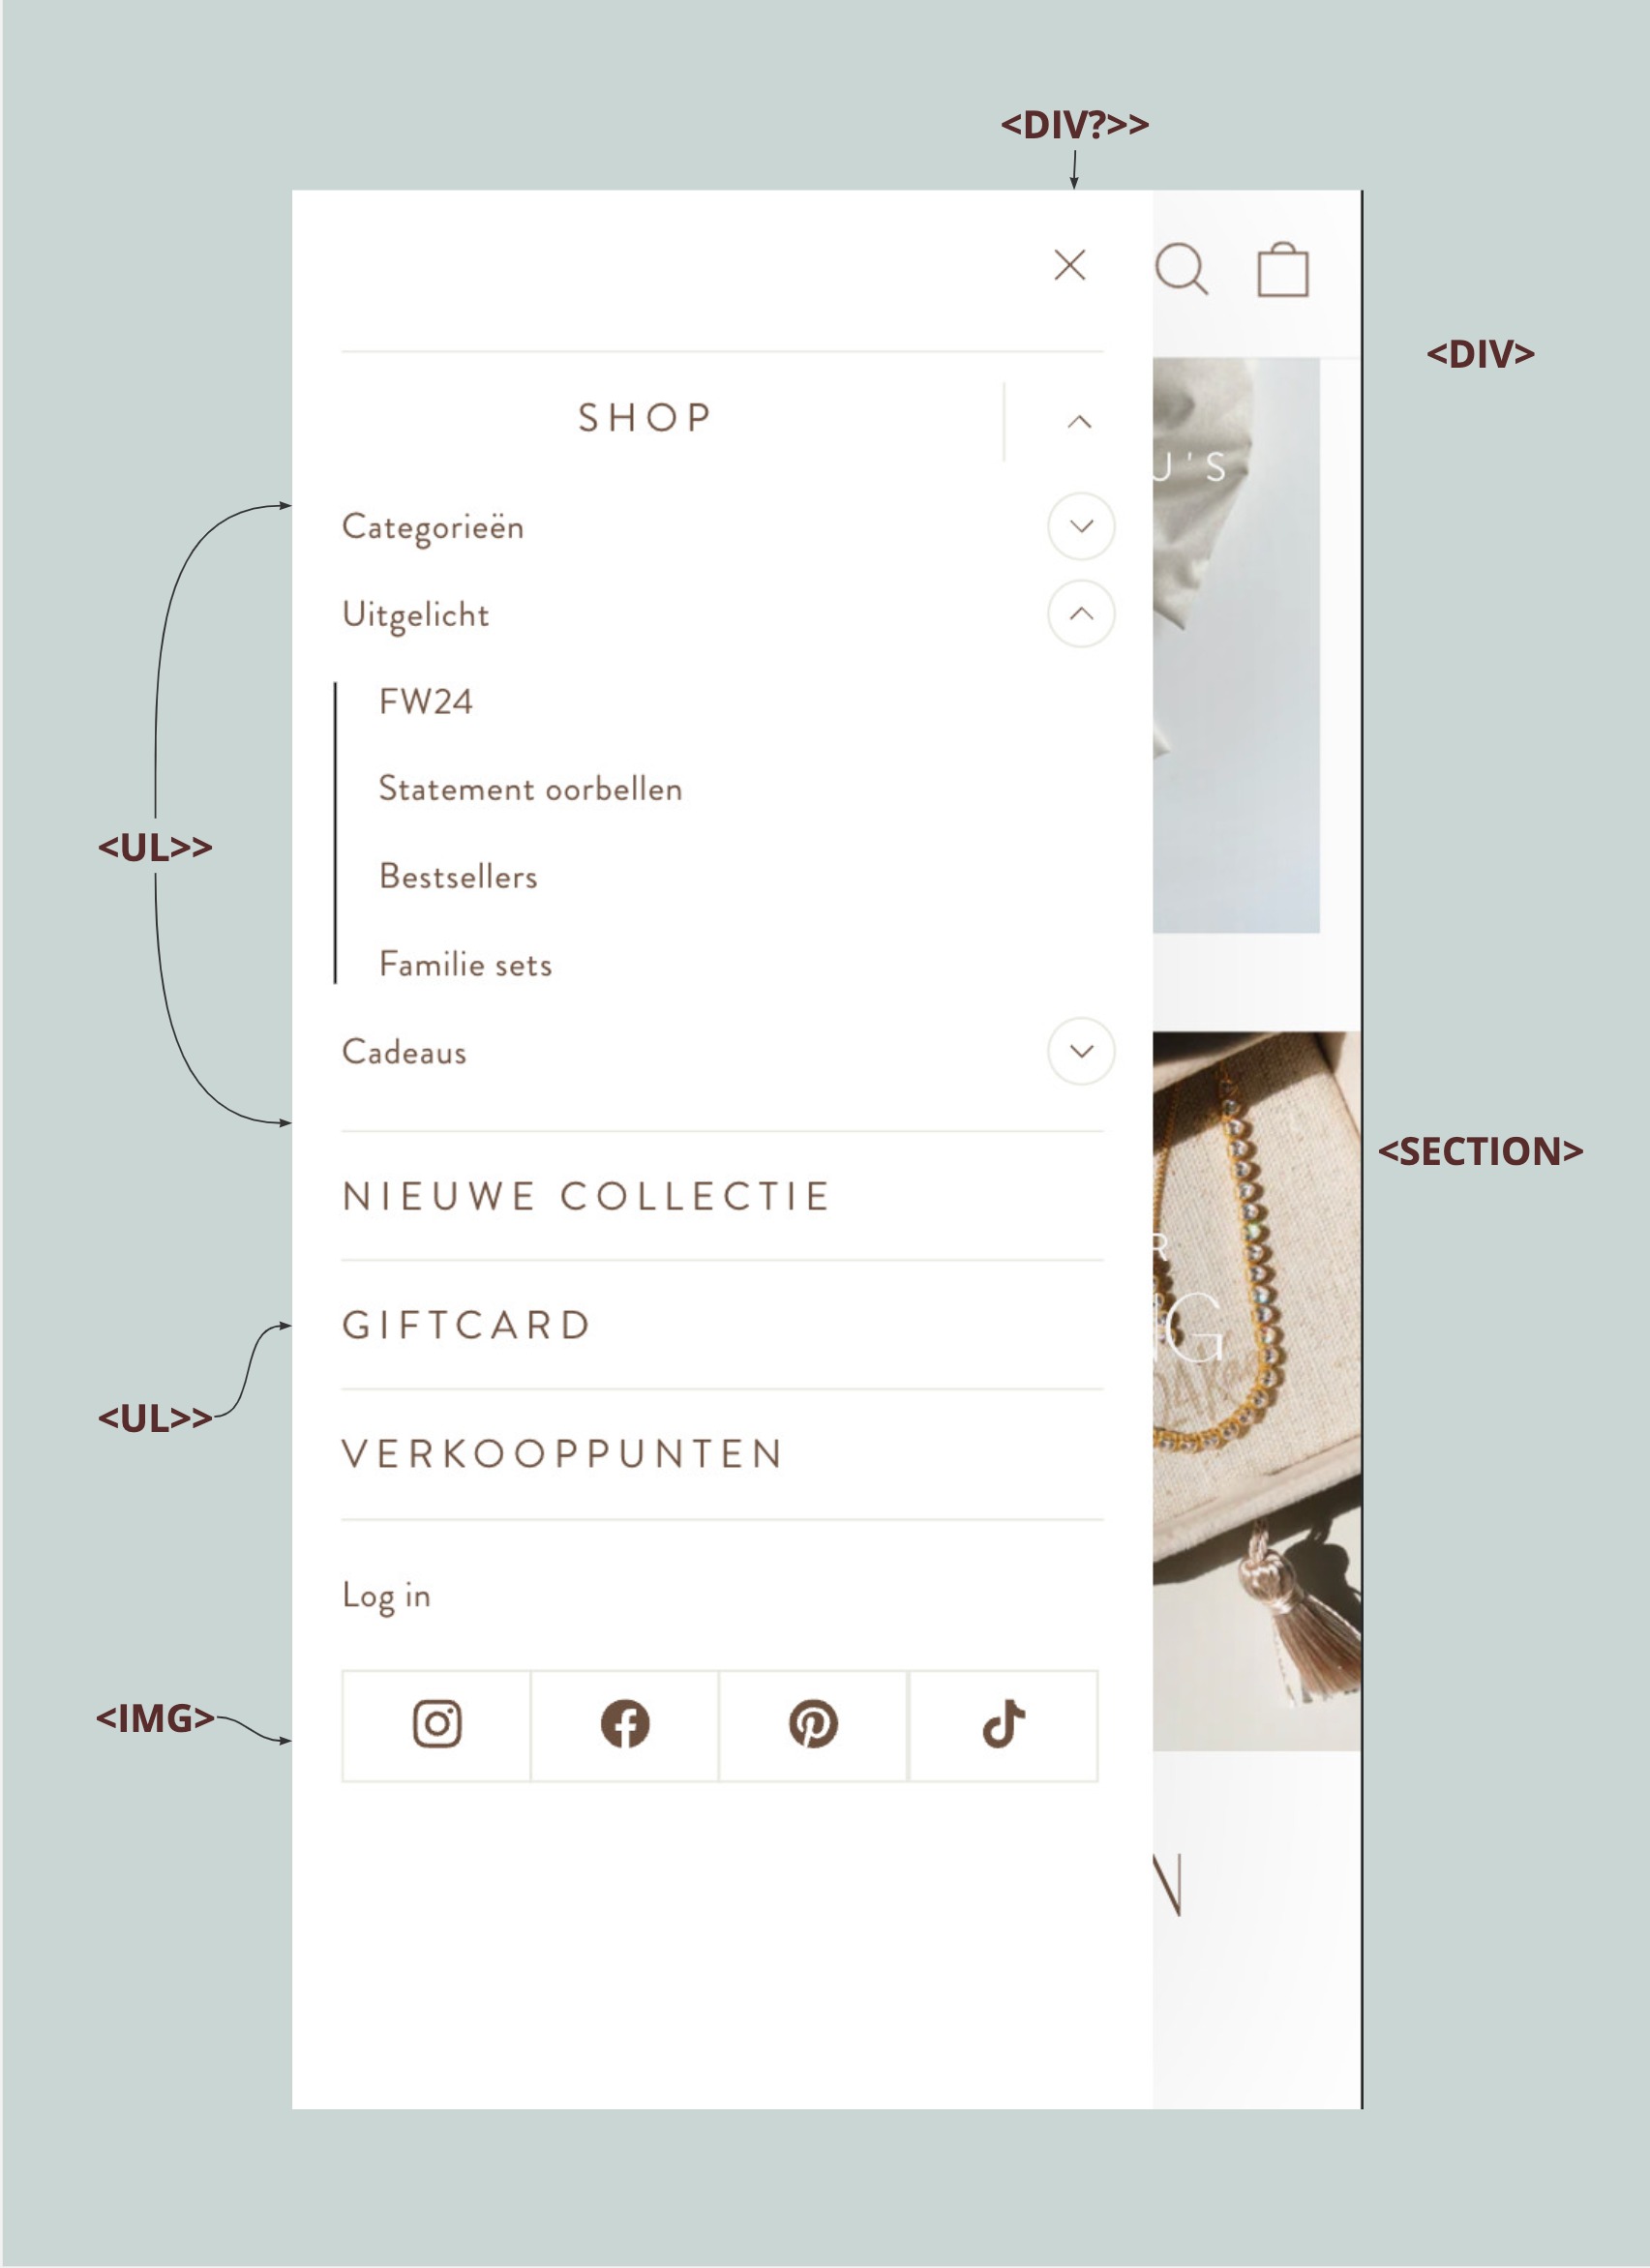 <DIV?>>
<DIV>
SHOP
U'S
Categorieën
Uitgelicht
FW24
Statement oorbellen
<UL>>
Bestsellers
Familie sets
Cadeaus
<SECTION>
NIEUWE COLLECTIE
R
GIFTCARD
G
<UL>>
VERKOOPPUNTEN
Log in
<IMG>
N